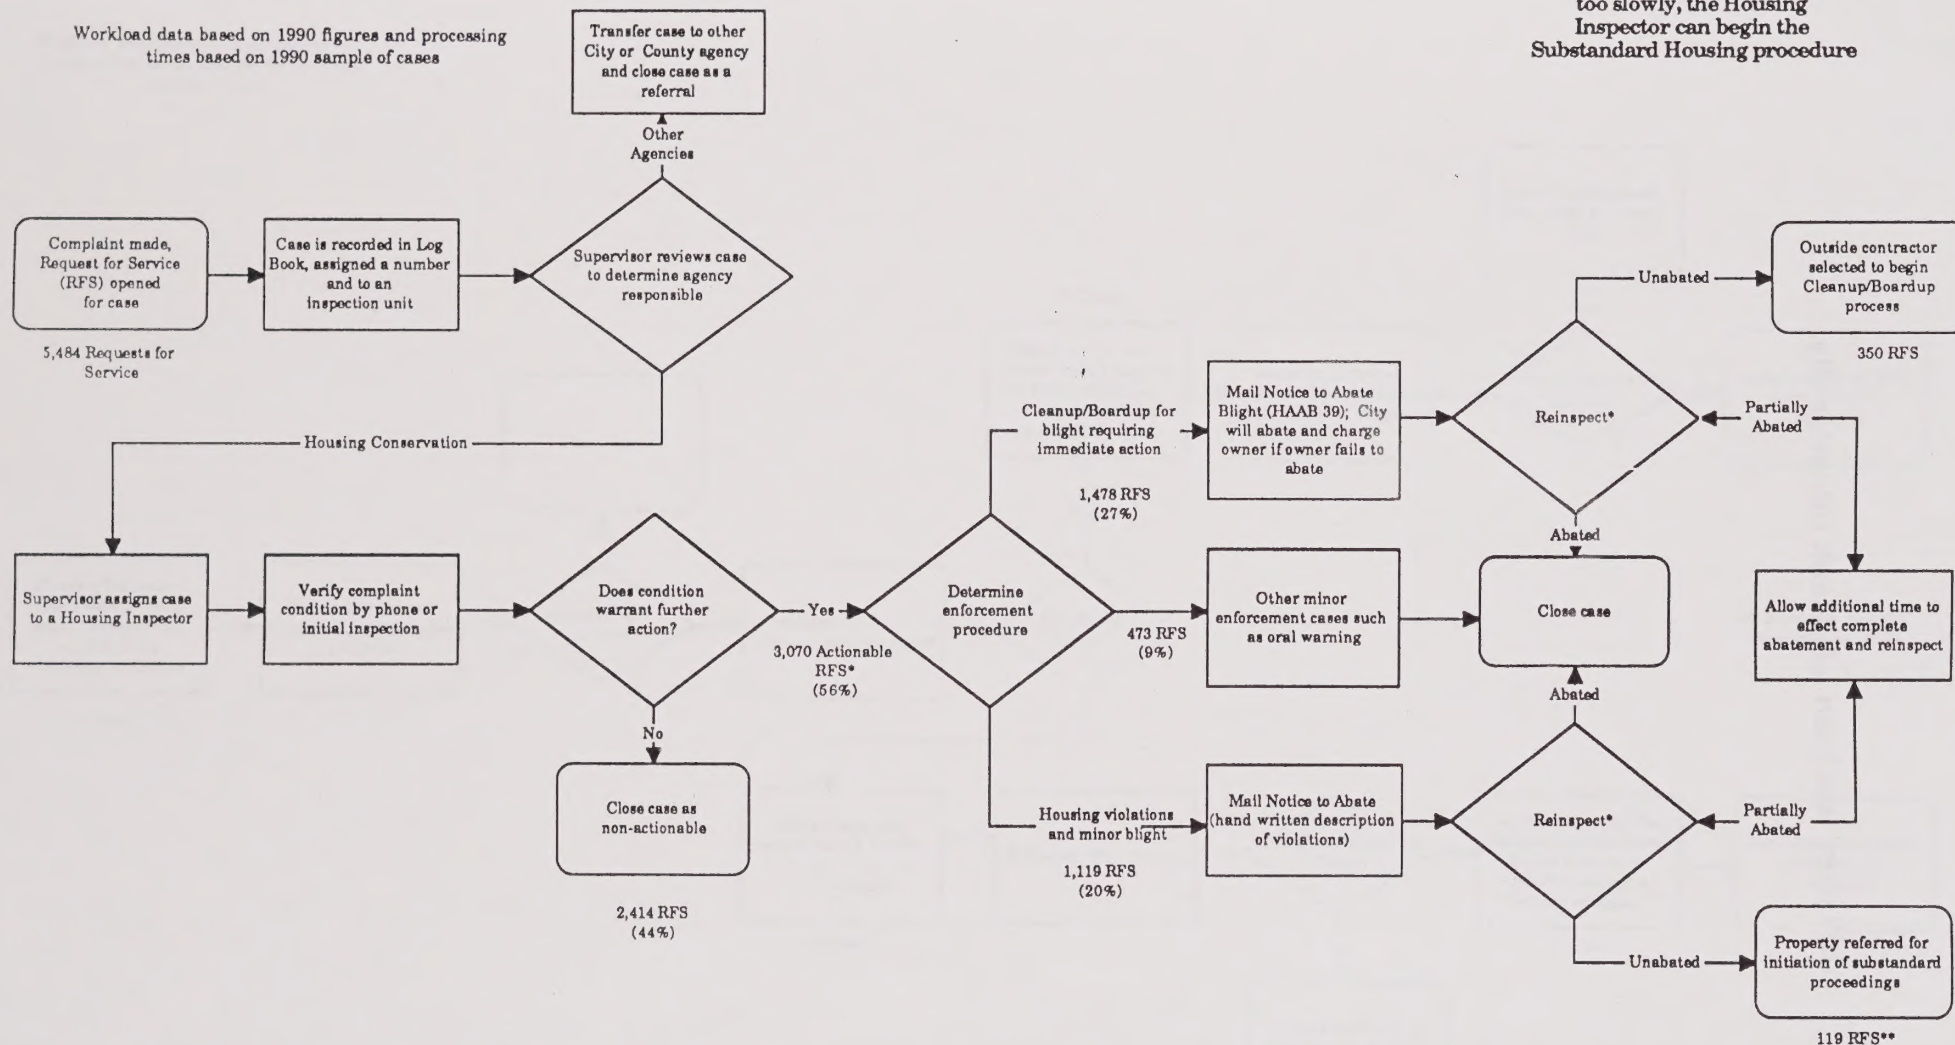 Workload data based on 1990 figures and processing
times based on 1990 sample of cases
too slowly, the Housing
Inspector can begin the
Substandard Housing procedure
Transfer case to other
City or County agency
and close case as a
referral
Other
Agencies
Complaint made,
Request for Service
(RFS) opened
for case
5,484 Requests for
Service
Case is recorded in Log
Book, assigned a number
and to an
inspection unit
Supervisor reviews case
to determine agency
responsible
Housing Conservation
Supervisor assigns case
to a Housing Inspector
Verify complaint
condition by phone or
initial inspection
Does condition
warrant further
action?
Yes
3,070 Actionable
RFS*
(56%)
No
Close case as
non-actionable
2,414 RFS
(44%)
Determine
enforcement
procedure
Cleanup/Boardup for
blight requiring
immediate action
1,478 RFS
(27%)
Mail Notice to Abate
Blight (HAAB 39); City
will abate and charge
owner if owner fails to
abate
Reinspect*
Unabated
Outside contractor
selected to begin
Cleanup/Boardup
process
350 RFS
Partially
Abated
Abated
473 RFS
(9%)
Other minor
enforcement cases such
as oral warning
Close case
Allow additional time to
effect complete
abatement and reinspect
Abated
Housing violations
and minor blight
1,119 RFS
(20%)
Mail Notice to Abate
(hand written description
of violations)
Reinspect*
Partially
Abated
Unabated
Property referred for
initiation of substandard
proceedings
119 RFS**